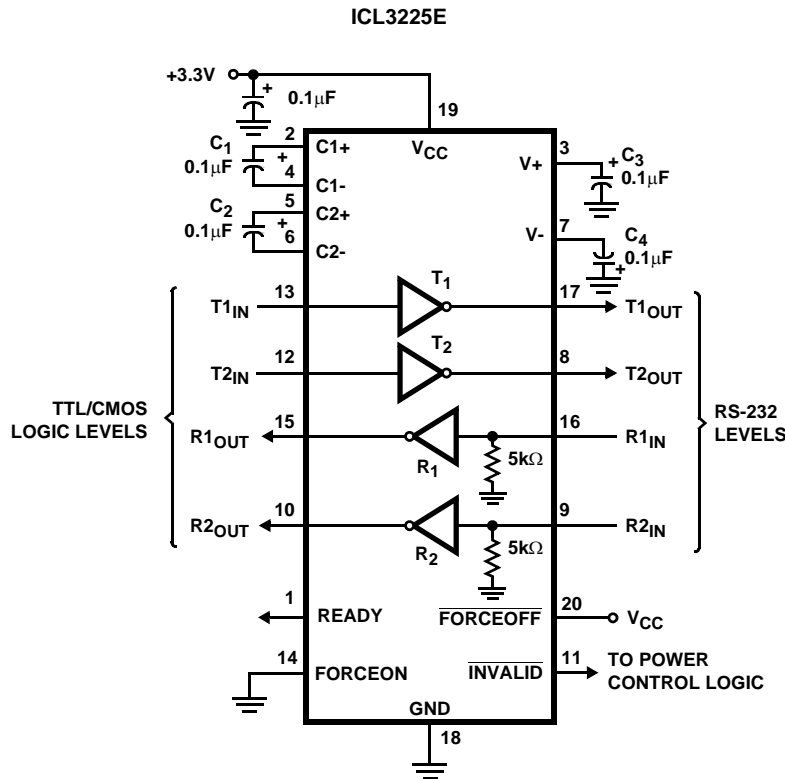 ICL3225E
+3.3V
+
0.1μF
19
2
C1+
VCC
3
V+
+
C3
0.1μF
C1
0.1μF
+
4
C1-
5
C2+
C2
0.1μF
+
6
C2-
7
V-
C4
0.1μF
+
T1
T1IN
13
17
T1OUT
T2
T2IN
12
8
T2OUT
TTL/CMOS
LOGIC LEVELS
RS-232
LEVELS
R1OUT
15
16
R1IN
R1
5kΩ
R2OUT
10
9
R2IN
R2
5kΩ
1
READY
FORCEOFF
20
VCC
14
FORCEON
INVALID
11
TO POWER
CONTROL LOGIC
GND
18